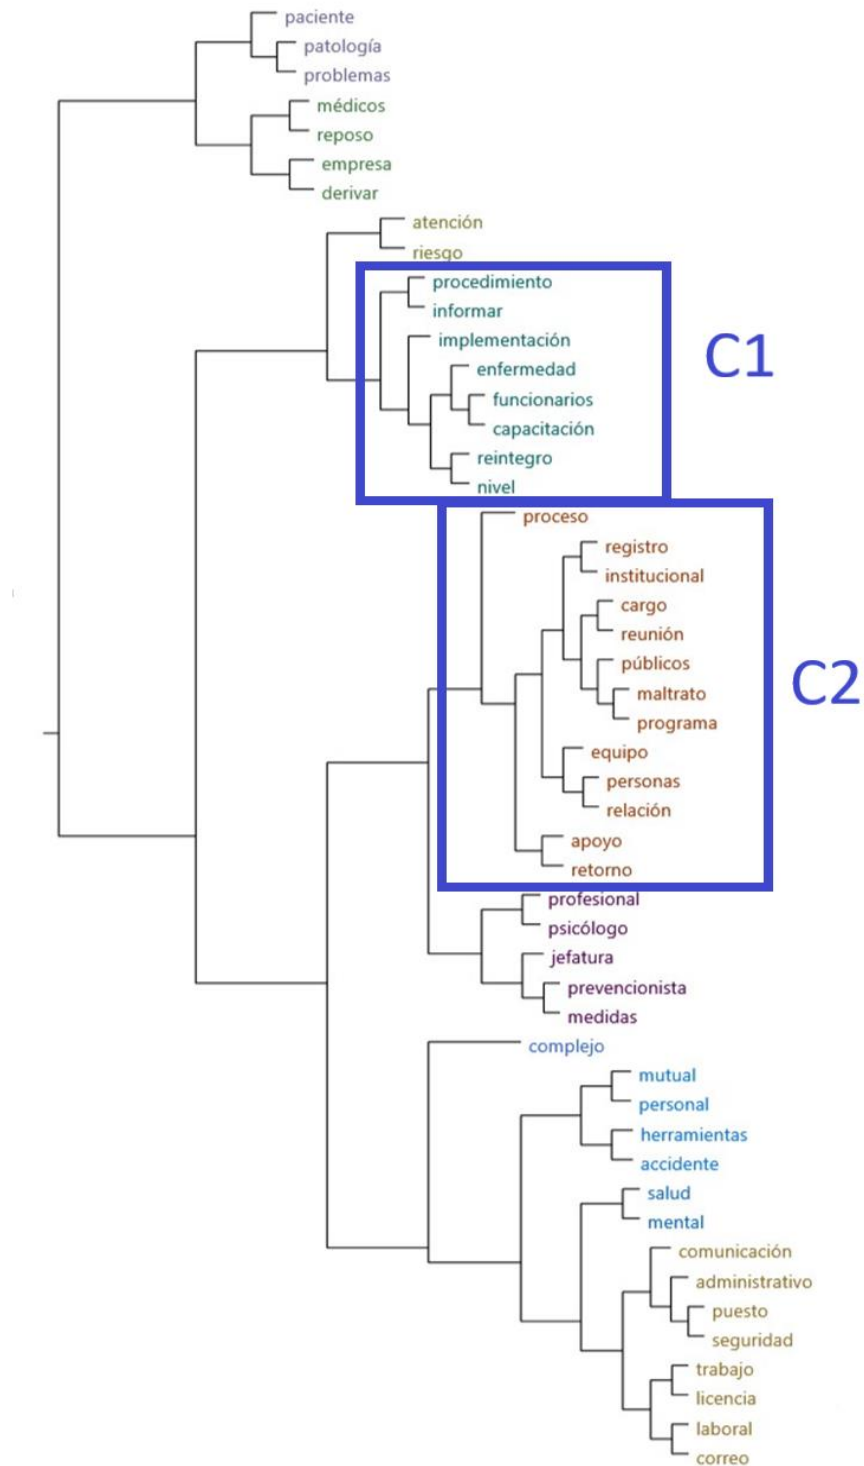 paciente
patología
problemas
médicos
reposo
empresa
derivar
atención
riesgo
procedimiento
informar
implementación
enfermedad
funcionarios
capacitación
reintegro
nivel
C1
proceso
registro
institucional
cargo
reunión
públicos
maltrato
programa
equipo
personas
relación
apoyo
retorno
C2
profesional
psicólogo
jefatura
prevencionista
medidas
complejo
mutual
personal
herramientas
accidente
salud
mental
comunicación
administrativo
puesto
seguridad
trabajo
licencia
laboral
correo